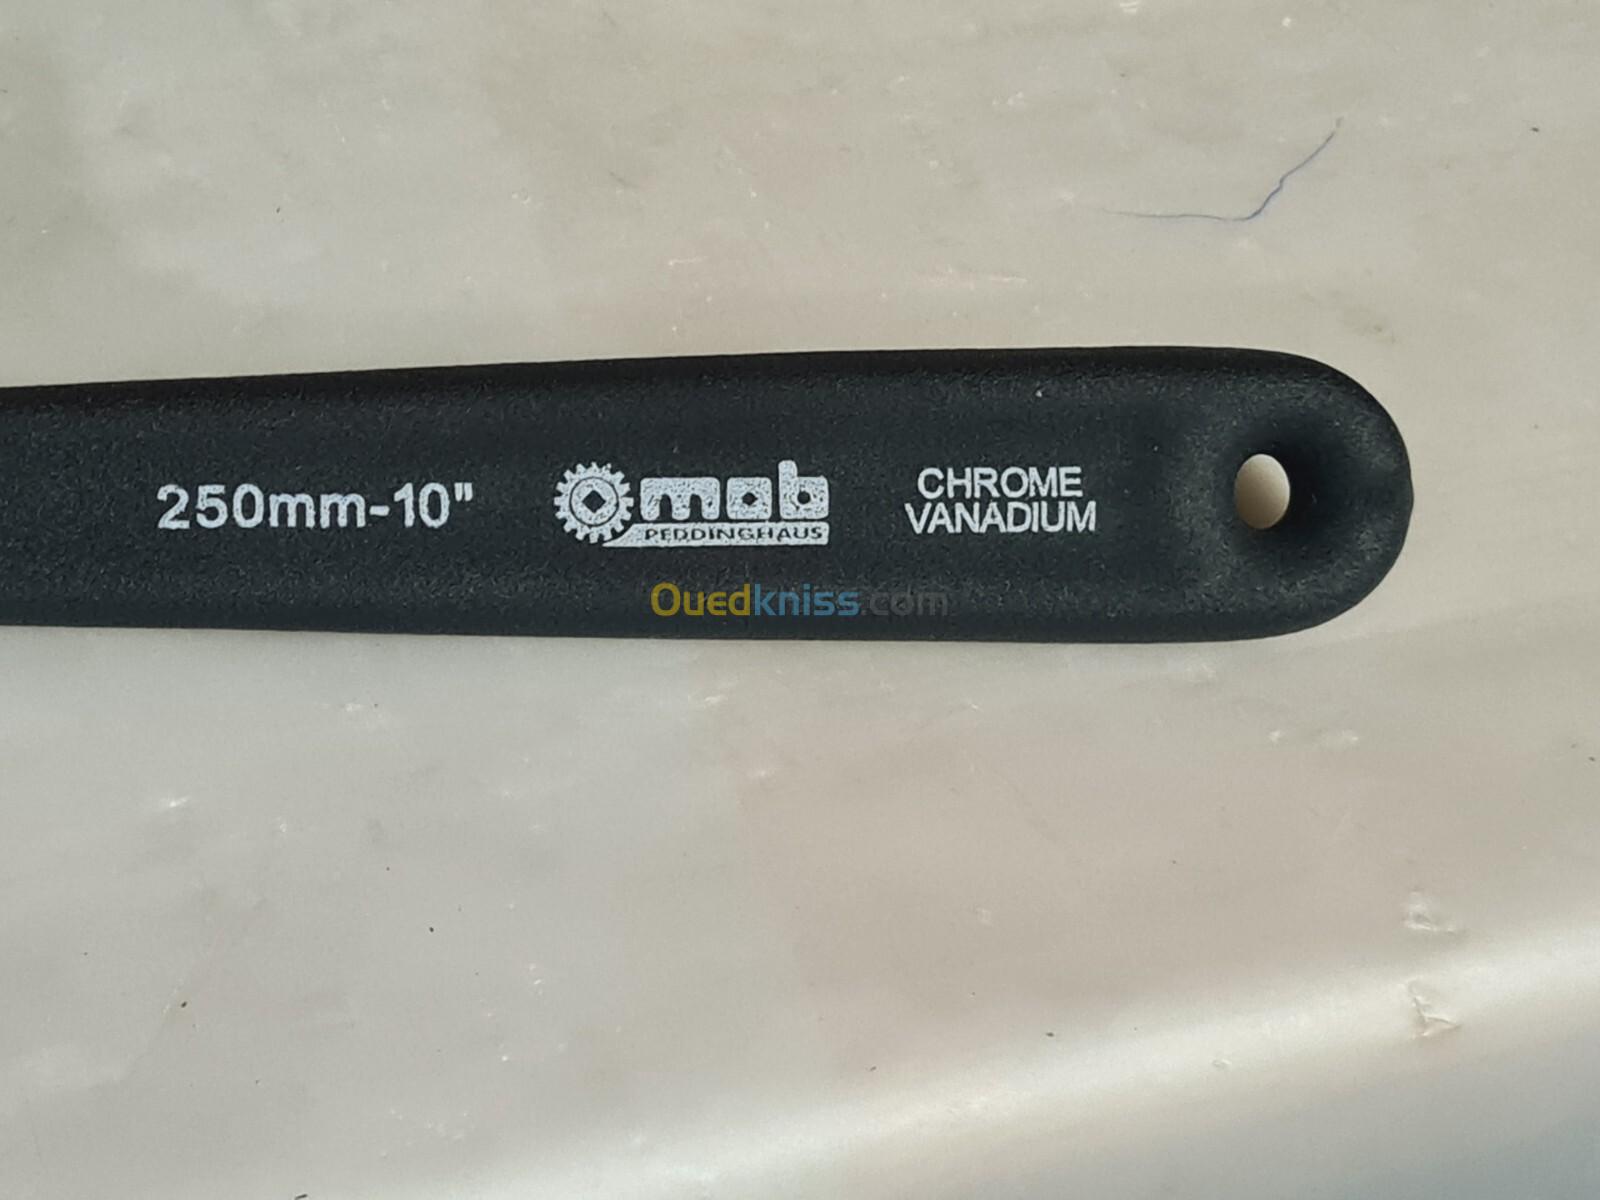 250mm-10"
mob
PEDDINGHAUS
CHROME
VANADIUM
Ouedkniss.com